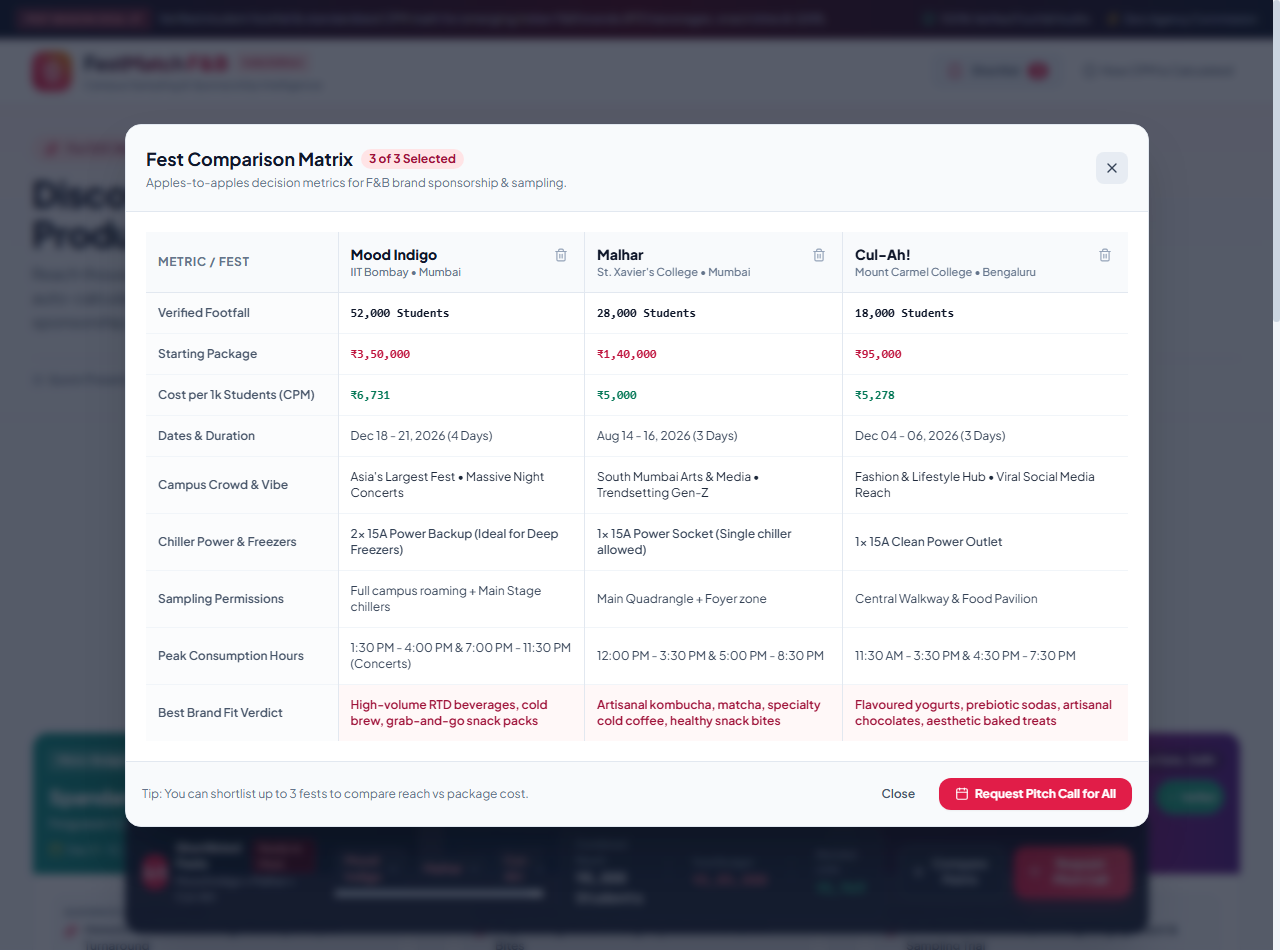 Fest Comparison Matrix 3 of 3 Selected
Apples-to-apples decision metrics for F&B brand sponsorship & sampling.
METRIC / FEST
Mood Indigo
IIT Bombay • Mumbai
Malhar
St. Xavier's College • Mumbai
Cul-Ah!
Mount Carmel College • Bengaluru
Verified Footfall
52,000 Students
28,000 Students
18,000 Students
Starting Package
₹3,50,000
₹1,40,000
₹95,000
Cost per 1k Students (CPM)
₹6,731
₹5,000
₹5,278
Dates & Duration
Dec 18 - 21, 2026 (4 Days)
Aug 14 - 16, 2026 (3 Days)
Dec 04 - 06, 2026 (3 Days)
Campus Crowd & Vibe
Asia's Largest Fest • Massive Night
Concerts
South Mumbai Arts & Media •
Trendsetting Gen-Z
Fashion & Lifestyle Hub • Viral Social Media
Reach
Chiller Power & Freezers
2x 15A Power Backup (Ideal for Deep
Freezers)
1x 15A Power Socket (Single chiller
allowed)
1x 15A Clean Power Outlet
Sampling Permissions
Full campus roaming + Main Stage
chillers
Main Quadrangle + Foyer zone
Central Walkway & Food Pavilion
Peak Consumption Hours
1:30 PM - 4:00 PM & 7:00 PM - 11:30 PM
(Concerts)
12:00 PM - 3:30 PM & 5:00 PM - 8:30 PM
11:30 AM - 3:30 PM & 4:30 PM - 7:30 PM
Best Brand Fit Verdict
High-volume RTD beverages, cold
brew, grab-and-go snack packs
Artisanal kombucha, matcha, specialty
cold coffee, healthy snack bites
Flavoured yogurts, prebiotic sodas, artisanal
chocolates, aesthetic baked treats
Tip: You can shortlist up to 3 fests to compare reach vs package cost.
Close
Request Pitch Call for All